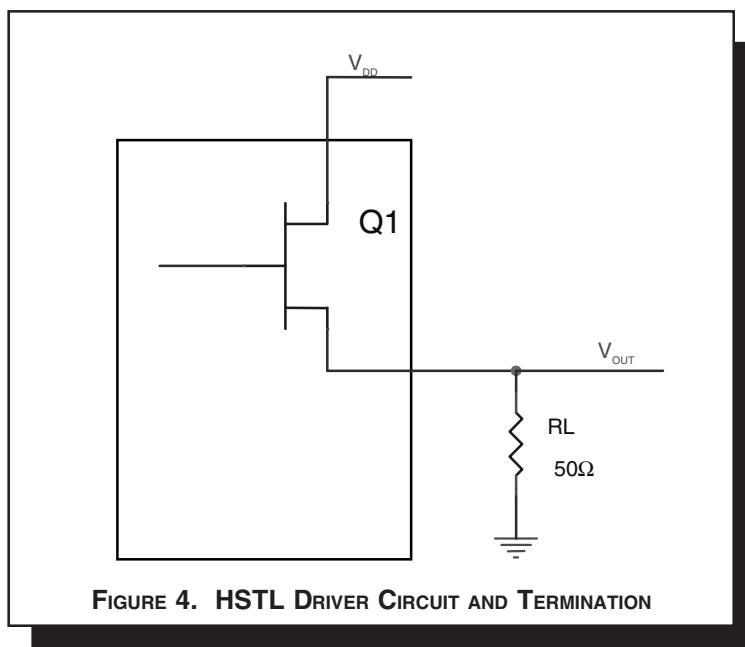 VDD
Q1
VOUT
RL
50Ω
FIGURE 4. HSTL DRIVER CIRCUIT AND TERMINATION